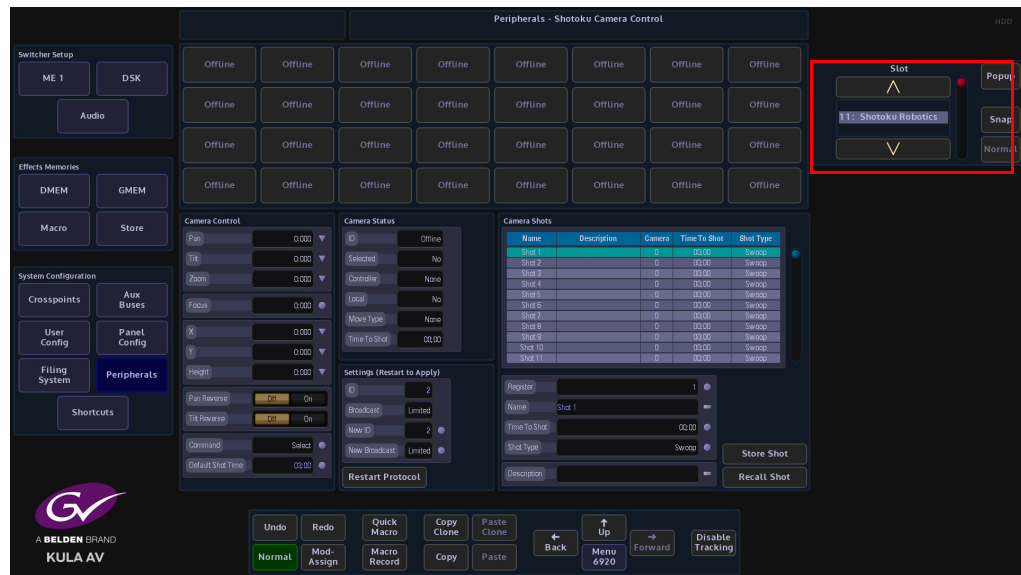 Peripherals - Shotoku Camera Control
HDD
Switcher Setup
ME 1
DSK
Audio
Effects Memories
DMEM
GMEM
Macro
Store
System Configuration
Crosspoints
Aux
Buses
User
Config
Panel
Config
Filing
System
Peripherals
Shortcuts
Offline Offline Offline Offline Offline Offline Offline Offline
Offline Offline Offline Offline Offline Offline Offline Offline
Offline Offline Offline Offline Offline Offline Offline Offline
Offline Offline Offline Offline Offline Offline Offline Offline
Slot
11: Shotoku Robotics
Popup
Snap
Normal
Camera Control
Pan 0.000
Tilt 0.000
Zoom 0.000
Focus 0.000
X 0.000
Y 0.000
Height 0.000
Pan Reverse Off On
Tilt Reverse Off On
Command Select
Default Shot Time 03;00
Camera Status
ID Offline
Selected No
Controller None
Local No
Move Type None
Time To Shot 00;00
Settings (Restart to Apply)
ID 2
Broadcast Limited
New ID 2
New Broadcast Limited
Restart Protocol
Camera Shots
Name Description Camera Time To Shot Shot Type
Shot 1 0 00;00 Swoop
Shot 2 0 00;00 Swoop
Shot 3 0 00;00 Swoop
Shot 4 0 00;00 Swoop
Shot 5 0 00;00 Swoop
Shot 6 0 00;00 Swoop
Shot 7 0 00;00 Swoop
Shot 8 0 00;00 Swoop
Shot 9 0 00;00 Swoop
Shot 10 0 00;00 Swoop
Shot 11 0 00;00 Swoop
Register 1
Name Shot 1
Time To Shot 00;00
Shot Type Swoop
Description
Store Shot
Recall Shot
GV
A BELDEN BRAND
KULA AV
Undo
Redo
Quick
Macro
Copy
Clone
Paste
Clone
Normal
Mod-
Assign
Macro
Record
Copy
Paste
Back
Up
Menu
6920
Forward
Disable
Tracking